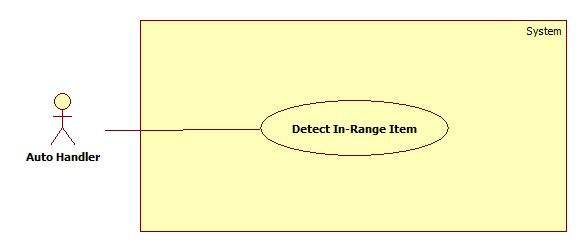 System
Detect In-Range Item
Auto Handler